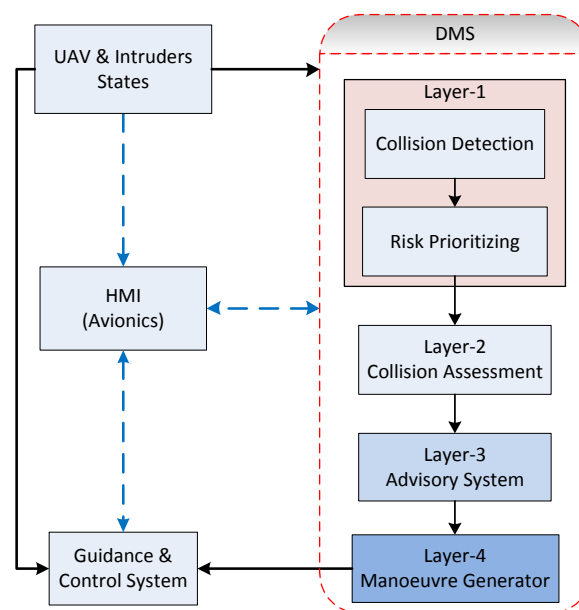 DMS
UAV & Intruders
States
Layer-1
Collision Detection
Risk Prioritizing
HMI
(Avionics)
Layer-2
Collision Assessment
Layer-3
Advisory System
Guidance &
Control System
Layer-4
Manoeuvre Generator